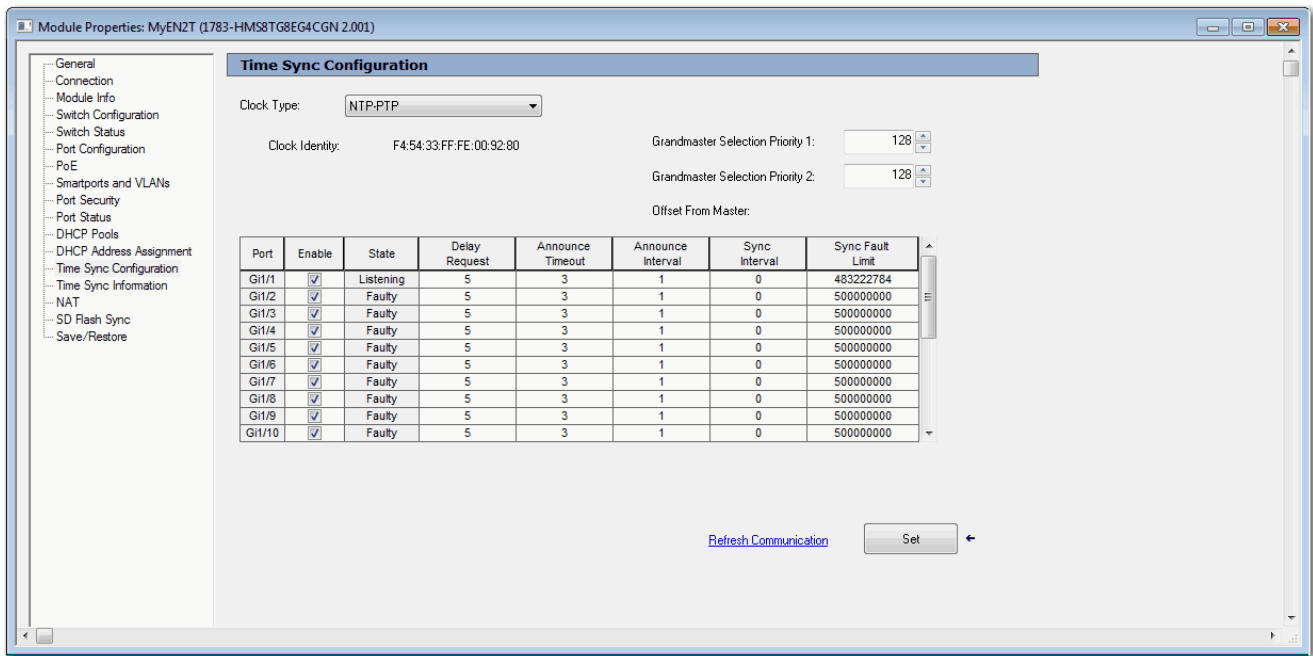 Module Properties: MyEN2T (1783-HMS8TG8EG4CGN 2.001)
General
Connection
Module Info
Switch Configuration
Switch Status
Port Configuration
PoE
Smartports and VLANs
Port Security
Port Status
DHCP Pools
DHCP Address Assignment
Time Sync Configuration
Time Sync Information
NAT
SD Flash Sync
Save/Restore
Time Sync Configuration
Clock Type: NTP-PTP
Clock Identity: F4:54:33:FF:FE:00:92:80
Grandmaster Selection Priority 1: 128
Grandmaster Selection Priority 2: 128
Offset From Master:
Port Enable State Delay Request Announce Timeout Announce Interval Sync Interval Sync Fault Limit
Gi1/1 Listening 5 3 1 0 483222784
Gi1/2 Faulty 5 3 1 0 500000000
Gi1/3 Faulty 5 3 1 0 500000000
Gi1/4 Faulty 5 3 1 0 500000000
Gi1/5 Faulty 5 3 1 0 500000000
Gi1/6 Faulty 5 3 1 0 500000000
Gi1/7 Faulty 5 3 1 0 500000000
Gi1/8 Faulty 5 3 1 0 500000000
Gi1/9 Faulty 5 3 1 0 500000000
Gi1/10 Faulty 5 3 1 0 500000000
Refresh Communication Set